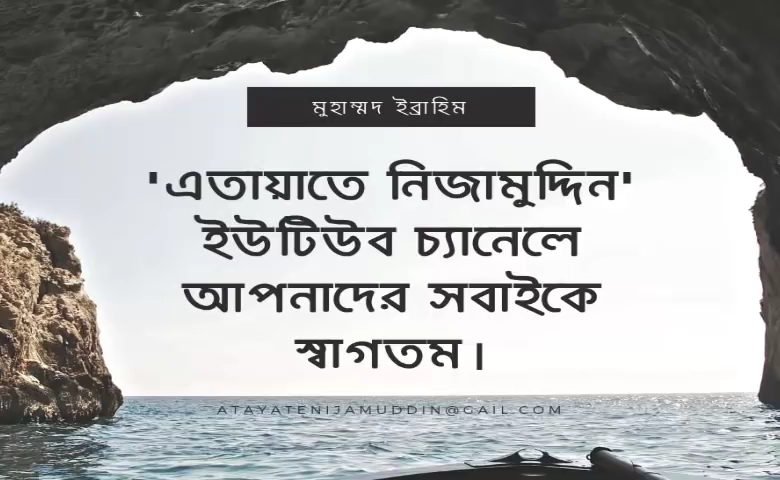 মুহাম্মদ ইব্রাহিম
'এতায়াতে নিজামুদ্দিন'
ইউটিউব চ্যানেলে
আপনাদের সবাইকে
স্বাগতম।
ATAYATENIJAMUDDIN@GAIL.COM